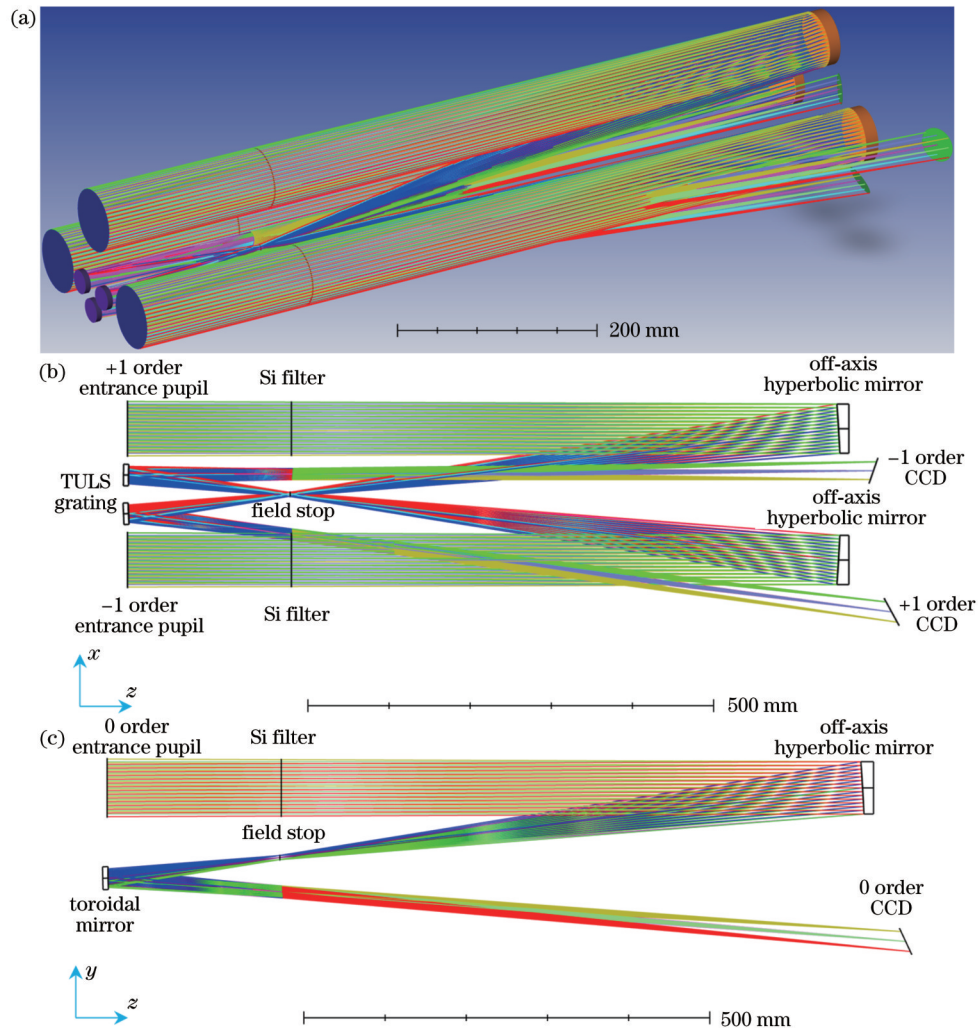 (a)
200 mm
(b)
+1 order
entrance pupil
Si filter
off-axis
hyperbolic mirror
TULS
grating
field stop
−1 order
CCD
off-axis
hyperbolic mirror
−1 order
entrance pupil
Si filter
+1 order
CCD
x
z
500 mm
(c)
0 order
entrance pupil
Si filter
off-axis
hyperbolic mirror
field stop
toroidal
mirror
0 order
CCD
y
z
500 mm